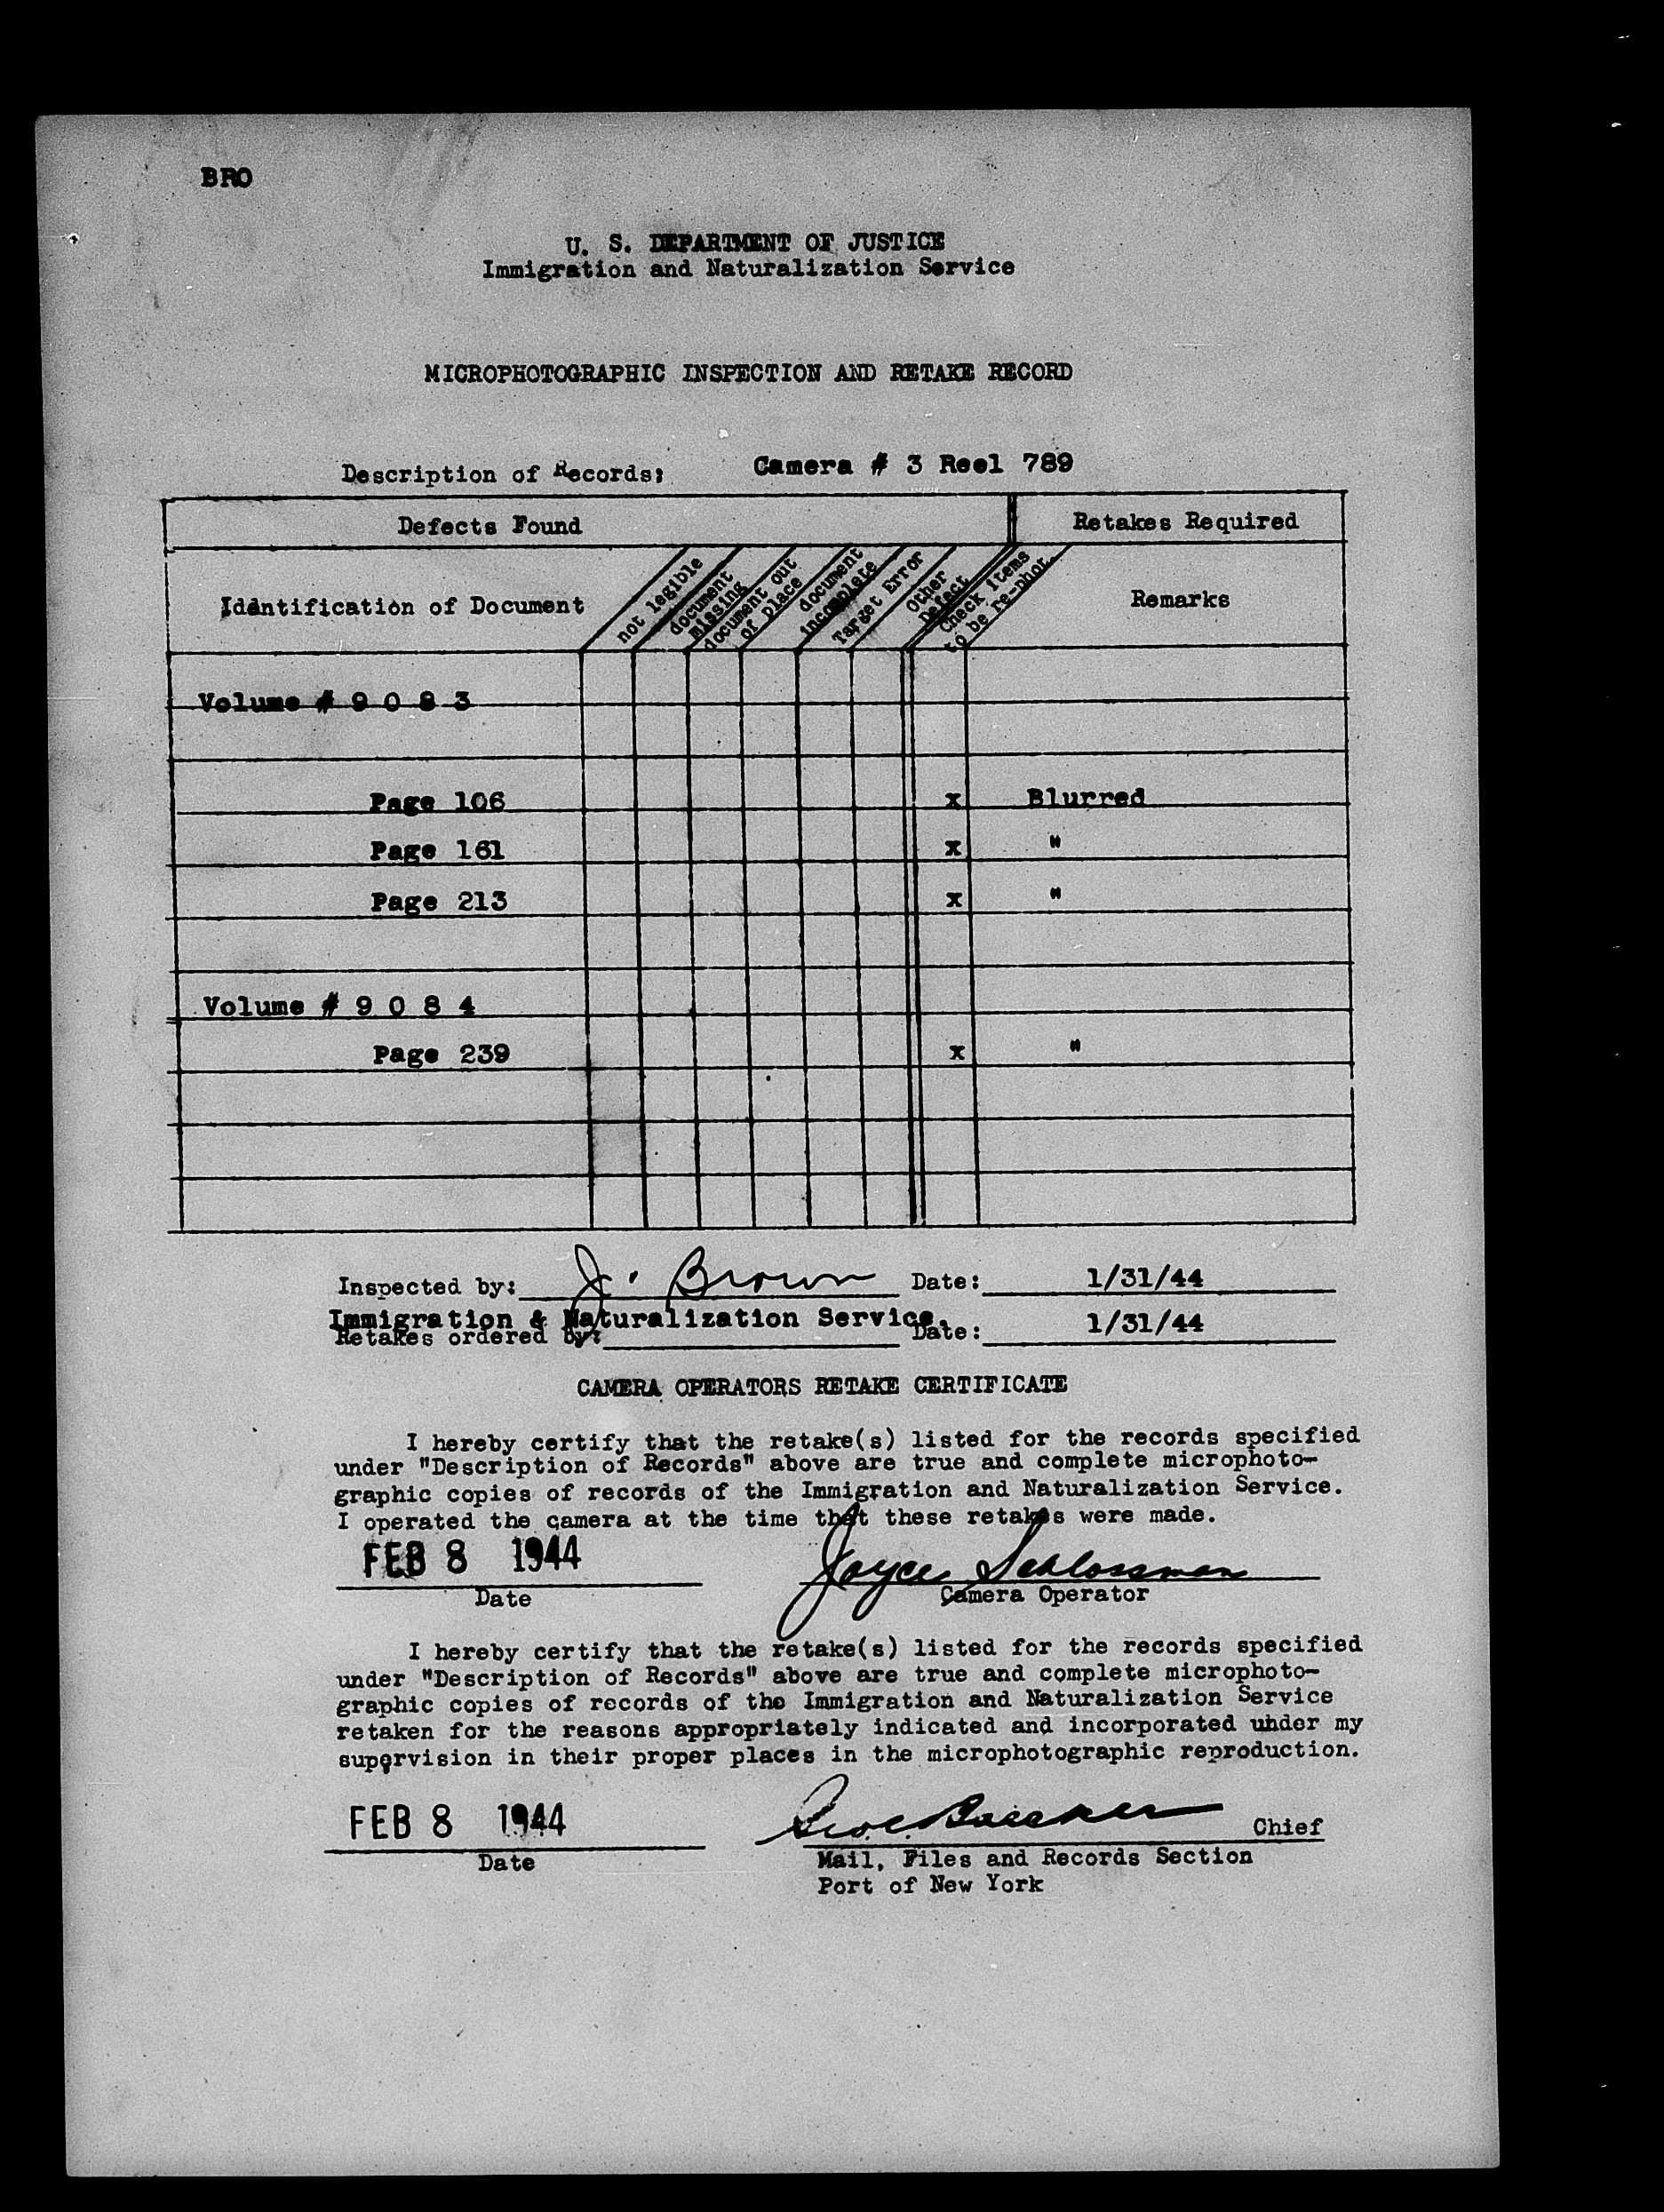 BRO
U. S. DEPARTMENT OF JUSTICE
Immigration and Naturalization Service
MICROPHOTOGRAPHIC INSPECTION AND RETAKE RECORD
Description of Records: Camera # 3 Reel 789
Defects Found Retakes Required
Identification of Document
not legible
document
missing
document out
of place
document
incomplete
Target Error
Other
Defect
Check items
to be re-phot.
Remarks
Volume # 9 0 8 3
Page 106 x Blurred
Page 161 x "
Page 213 x "
Volume # 9 0 8 4
Page 239 x "
Inspected by: J. Brown Date: 1/31/44
Immigration & Naturalization Service.
Retakes ordered by: Date: 1/31/44
CAMERA OPERATORS RETAKE CERTIFICATE
I hereby certify that the retake(s) listed for the records specified
under "Description of Records" above are true and complete microphoto-
graphic copies of records of the Immigration and Naturalization Service.
I operated the camera at the time that these retakes were made.
FEB 8 1944 Joyce Schlossman
Date Camera Operator
I hereby certify that the retake(s) listed for the records specified
under "Description of Records" above are true and complete microphoto-
graphic copies of records of the Immigration and Naturalization Service
retaken for the reasons appropriately indicated and incorporated under my
supervision in their proper places in the microphotographic reproduction.
FEB 8 1944 Chief
Date Mail, Files and Records Section
Port of New York